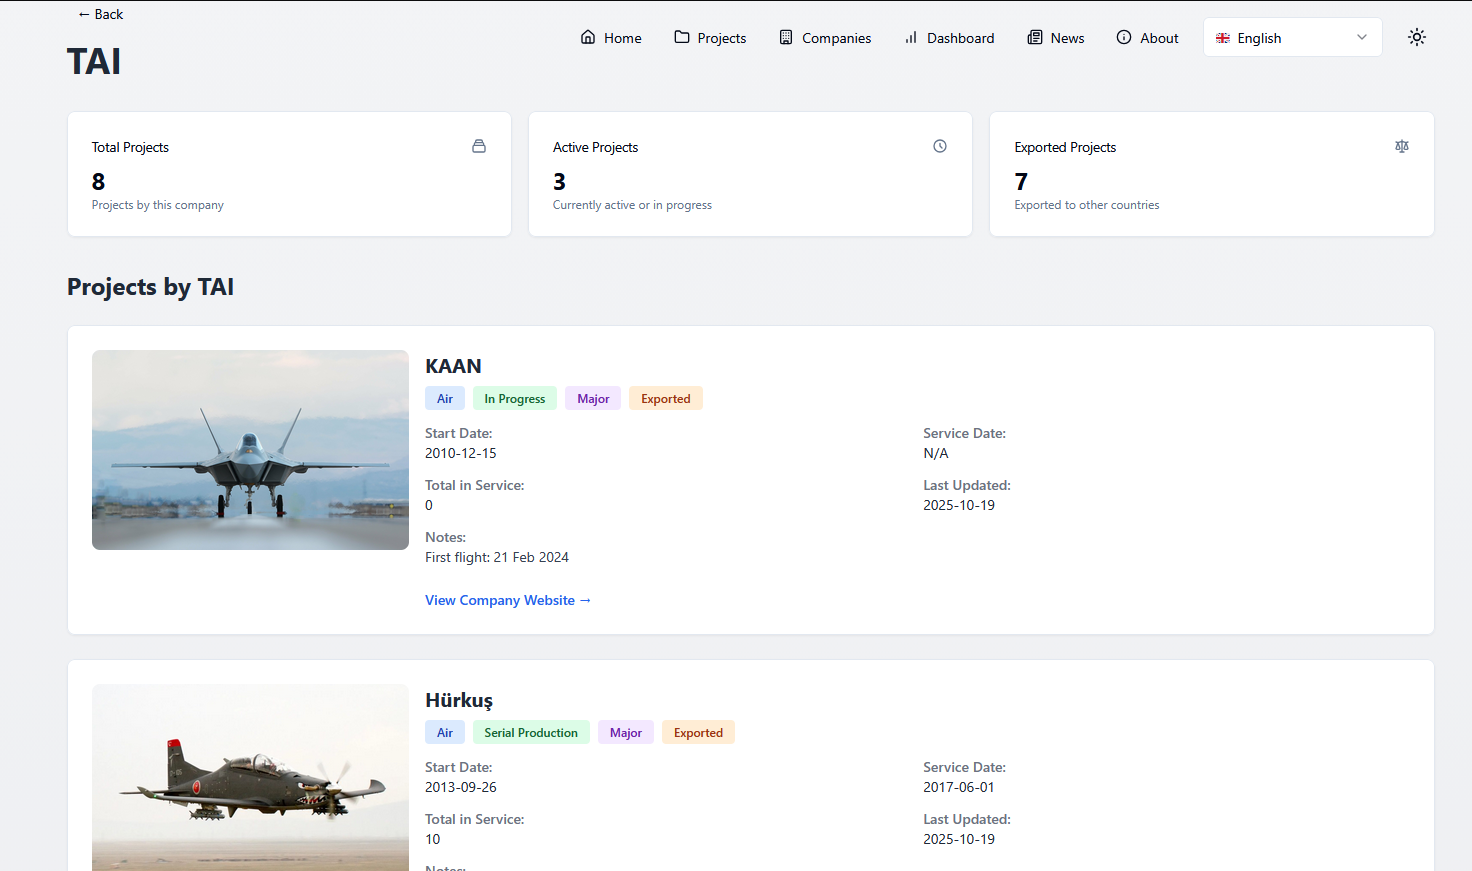 ← Back
TAI
Home
Projects
Companies
Dashboard
News
About
English
Total Projects
8
Projects by this company
Active Projects
3
Currently active or in progress
Exported Projects
7
Exported to other countries
Projects by TAI
KAAN
Air
In Progress
Major
Exported
Start Date:
2010-12-15
Service Date:
N/A
Total in Service:
0
Last Updated:
2025-10-19
Notes:
First flight: 21 Feb 2024
View Company Website →
Hürkuş
Air
Serial Production
Major
Exported
Start Date:
2013-09-26
Service Date:
2017-06-01
Total in Service:
10
Last Updated:
2025-10-19
Notes: